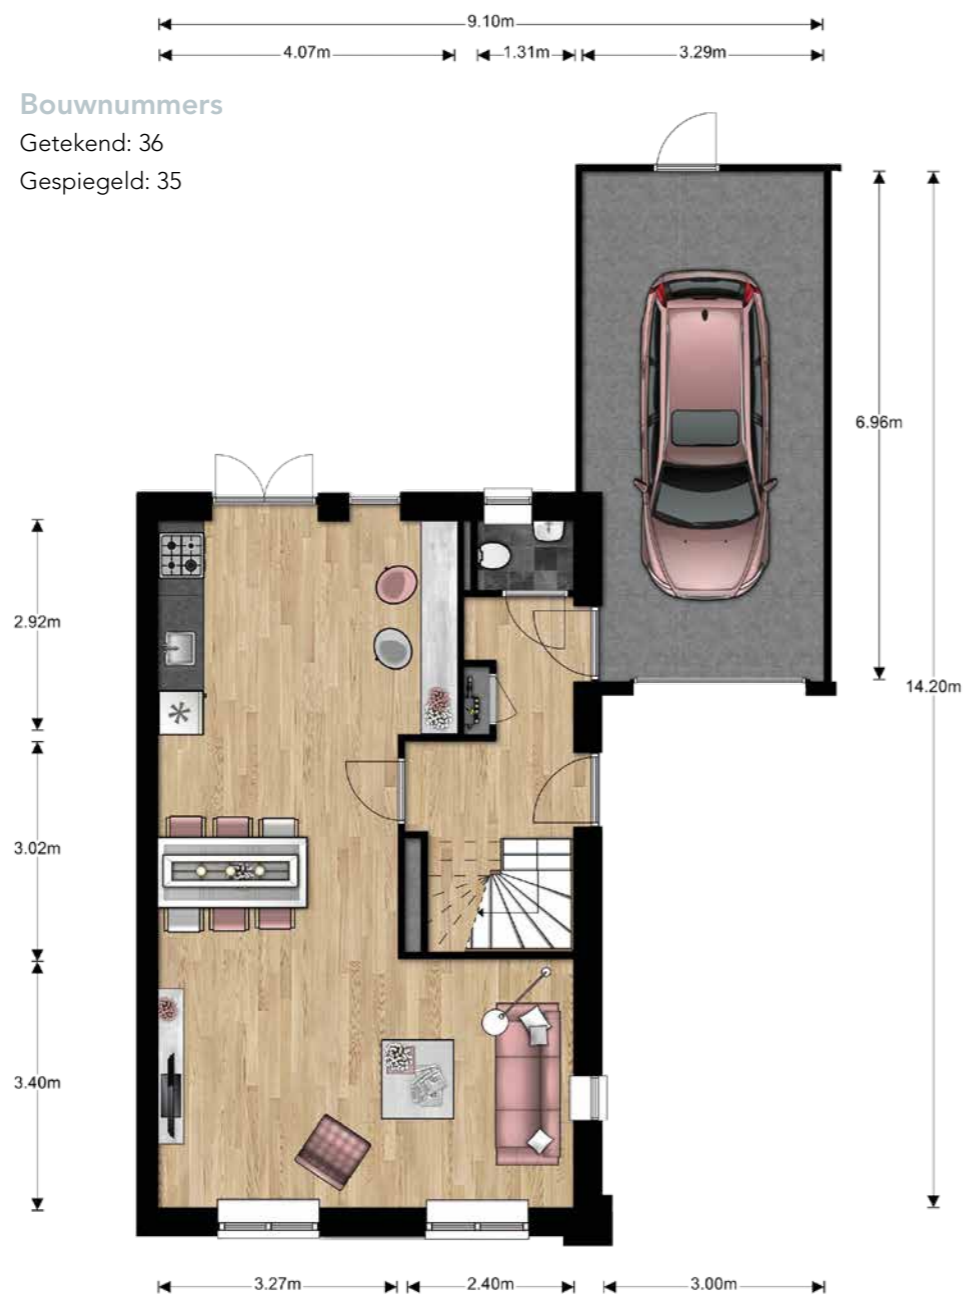 9.10m
4.07m 1.31m 3.29m
Bouwnummers
Getekend: 36
Gespiegeld: 35
6.96m
2.92m
14.20m
3.02m
3.40m
3.27m 2.40m 3.00m